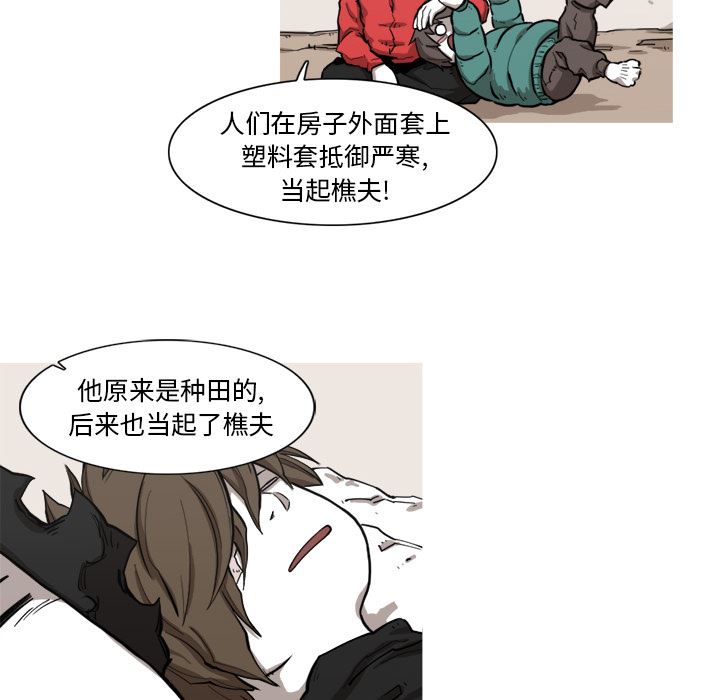 人们在房子外面套上
塑料套抵御严寒,
当起樵夫!
他原来是种田的,
后来也当起了樵夫